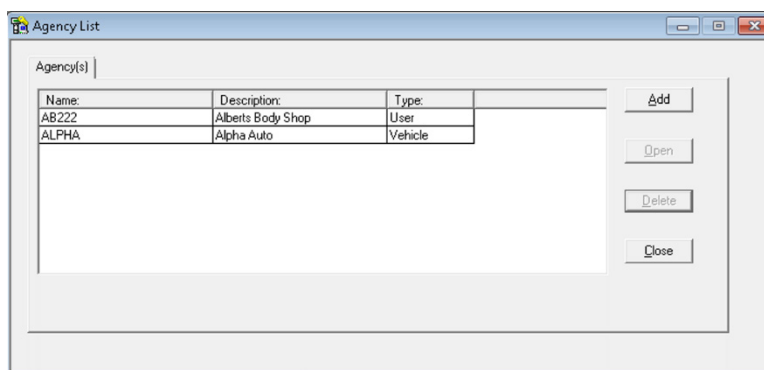 Agency List
Agency(s)
Name: Description: Type:
AB222 Alberts Body Shop User
ALPHA Alpha Auto Vehicle
Add
Open
Delete
Close